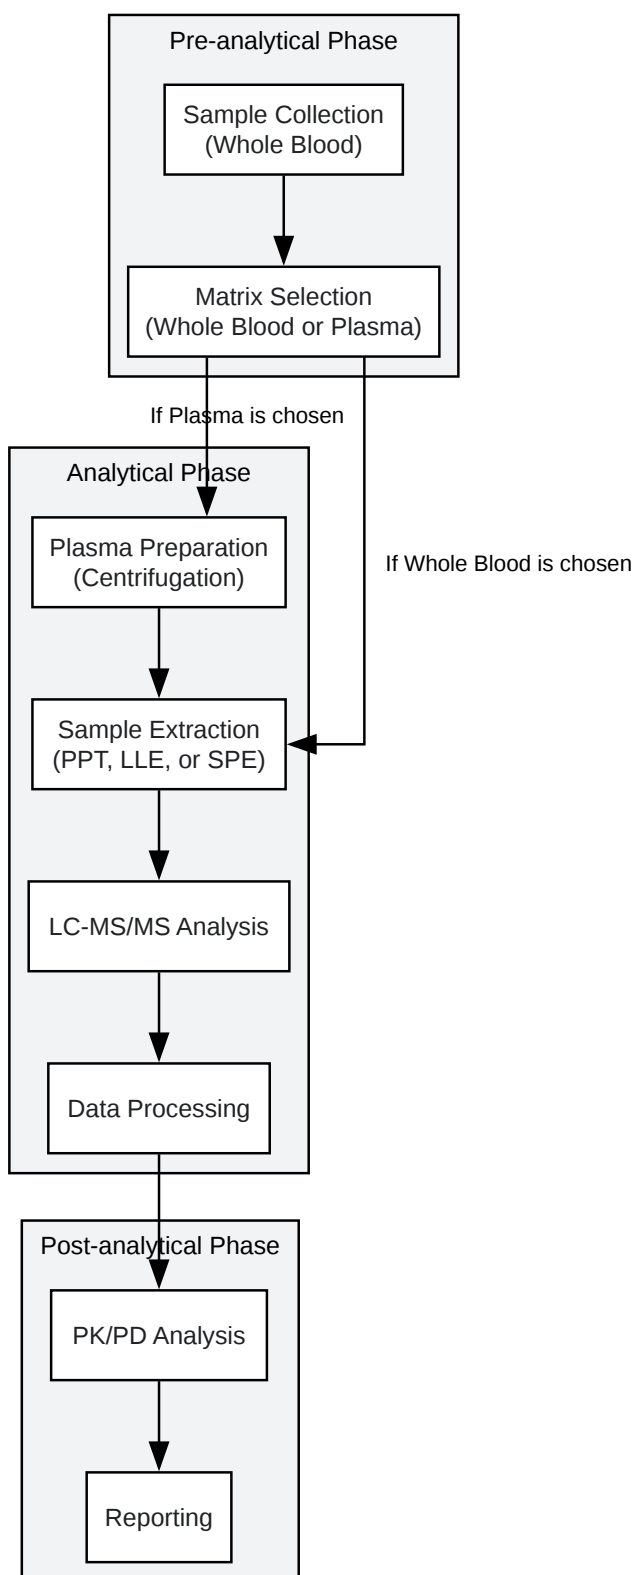 Pre-analytical Phase
Sample Collection
(Whole Blood)
Matrix Selection
(Whole Blood or Plasma)
If Plasma is chosen
Analytical Phase
Plasma Preparation
(Centrifugation)
If Whole Blood is chosen
Sample Extraction
(PPT, LLE, or SPE)
LC-MS/MS Analysis
Data Processing
Post-analytical Phase
PK/PD Analysis
Reporting